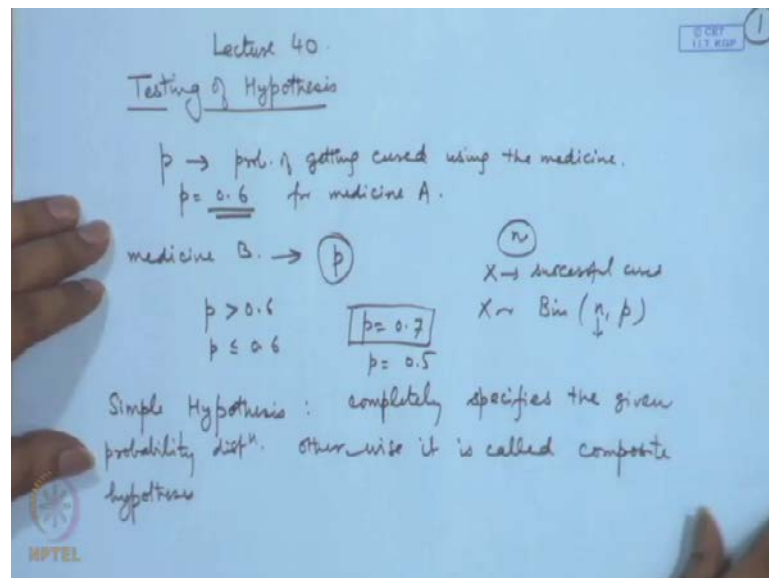 Lecture 40.
© CET
I.I.T. KGP
1
Testing of Hypothesis
p → prob. of getting cured using the medicine.
p = 0.6 for medicine A.
medicine B. → p
n
X → successful cures
p > 0.6
p = 0.7
X ~ Bin (n, p)
p ≤ 0.6
p = 0.5
Simple Hypothesis : completely specifies the given
probability distⁿ. otherwise it is called composite
hypothesis
NPTEL